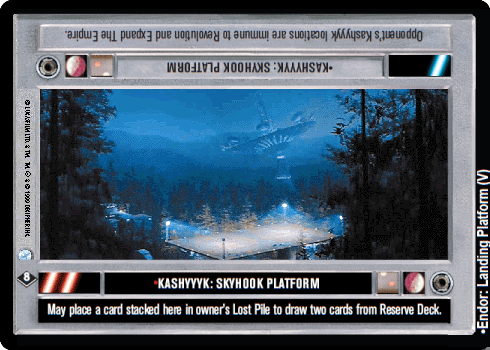 Opponent's Kashyyyk locations are immune to Revolution and Expand The Empire.
•KASHYYYK: SKYHOOK PLATFORM
8
•KASHYYYK: SKYHOOK PLATFORM
May place a card stacked here in owner's Lost Pile to draw two cards from Reserve Deck.
•Endor: Landing Platform (V)